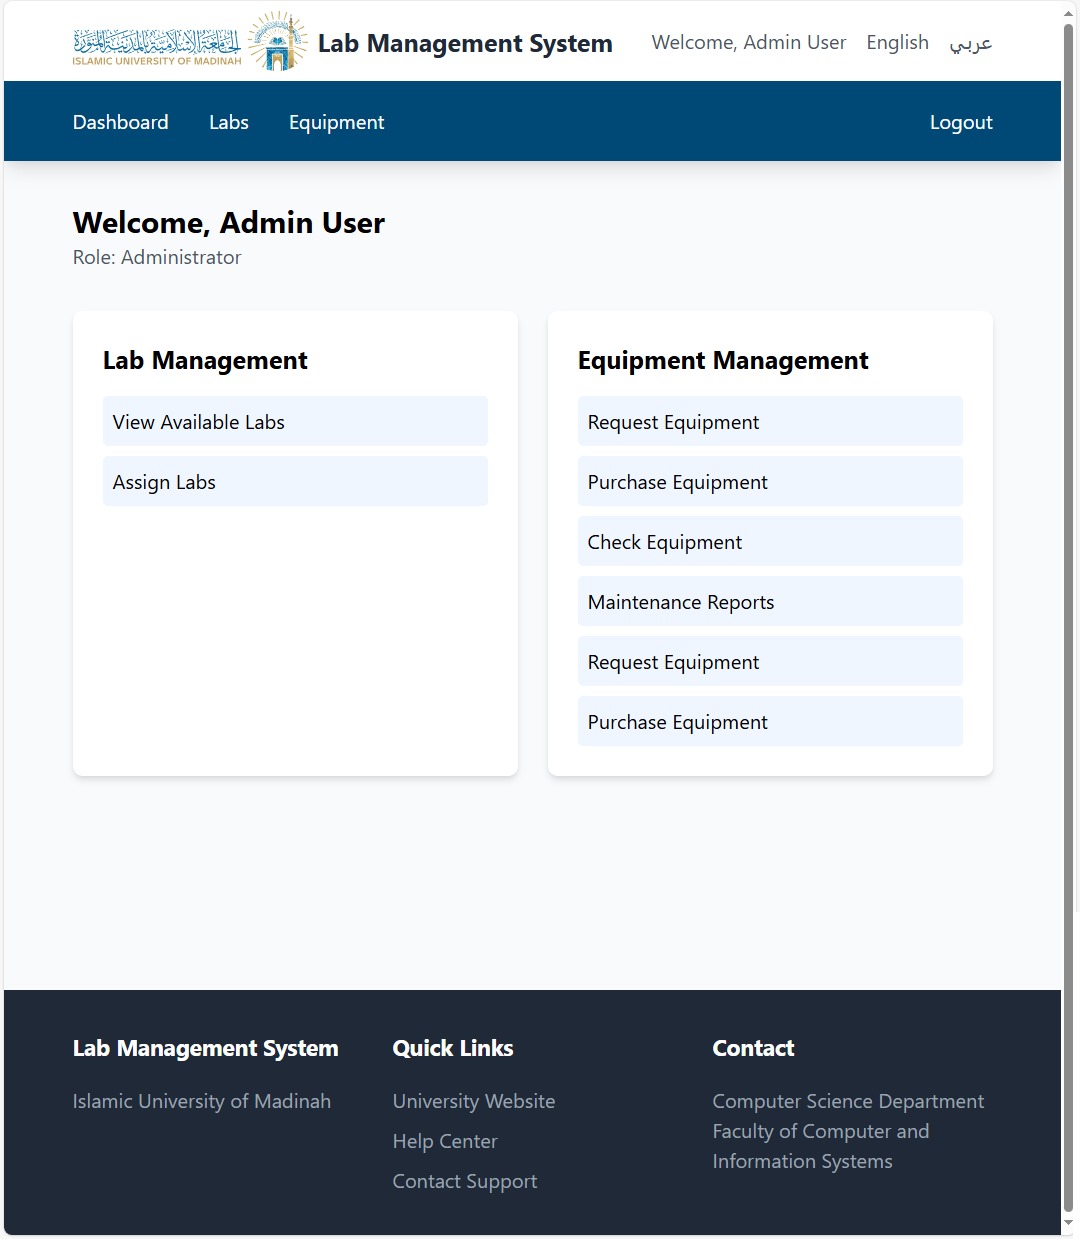 الجامعة الإسلامية بالمدينة المنورة
ISLAMIC UNIVERSITY OF MADINAH
Lab Management System
Welcome, Admin User
English
عربي
Dashboard
Labs
Equipment
Logout
Welcome, Admin User
Role: Administrator
Lab Management
View Available Labs
Assign Labs
Equipment Management
Request Equipment
Purchase Equipment
Check Equipment
Maintenance Reports
Request Equipment
Purchase Equipment
Lab Management System
Islamic University of Madinah
Quick Links
University Website
Help Center
Contact Support
Contact
Computer Science Department
Faculty of Computer and
Information Systems